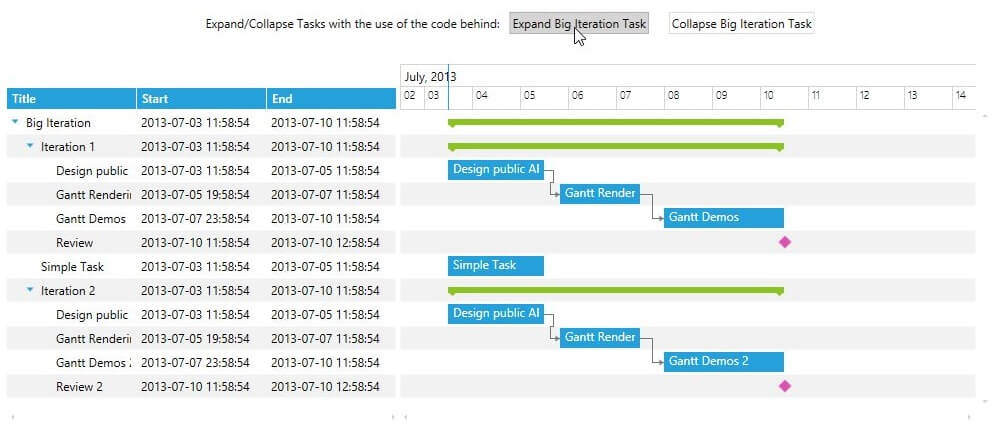 Expand/Collapse Tasks with the use of the code behind: Expand Big Iteration Task Collapse Big Iteration Task
July, 2013
Title Start End 02 03 04 05 06 07 08 09 10 11 12 13 14
Big Iteration 2013-07-03 11:58:54 2013-07-10 11:58:54
Iteration 1 2013-07-03 11:58:54 2013-07-10 11:58:54
Design public 2013-07-03 11:58:54 2013-07-05 11:58:54 Design public AI
Gantt Renderin 2013-07-05 19:58:54 2013-07-07 11:58:54 Gantt Render
Gantt Demos 2013-07-07 23:58:54 2013-07-10 11:58:54 Gantt Demos
Review 2013-07-10 11:58:54 2013-07-10 12:58:54
Simple Task 2013-07-03 11:58:54 2013-07-05 11:58:54 Simple Task
Iteration 2 2013-07-03 11:58:54 2013-07-10 11:58:54
Design public 2013-07-03 11:58:54 2013-07-05 11:58:54 Design public AI
Gantt Renderin 2013-07-05 19:58:54 2013-07-07 11:58:54 Gantt Render
Gantt Demos 2013-07-07 23:58:54 2013-07-10 11:58:54 Gantt Demos 2
Review 2 2013-07-10 11:58:54 2013-07-10 12:58:54